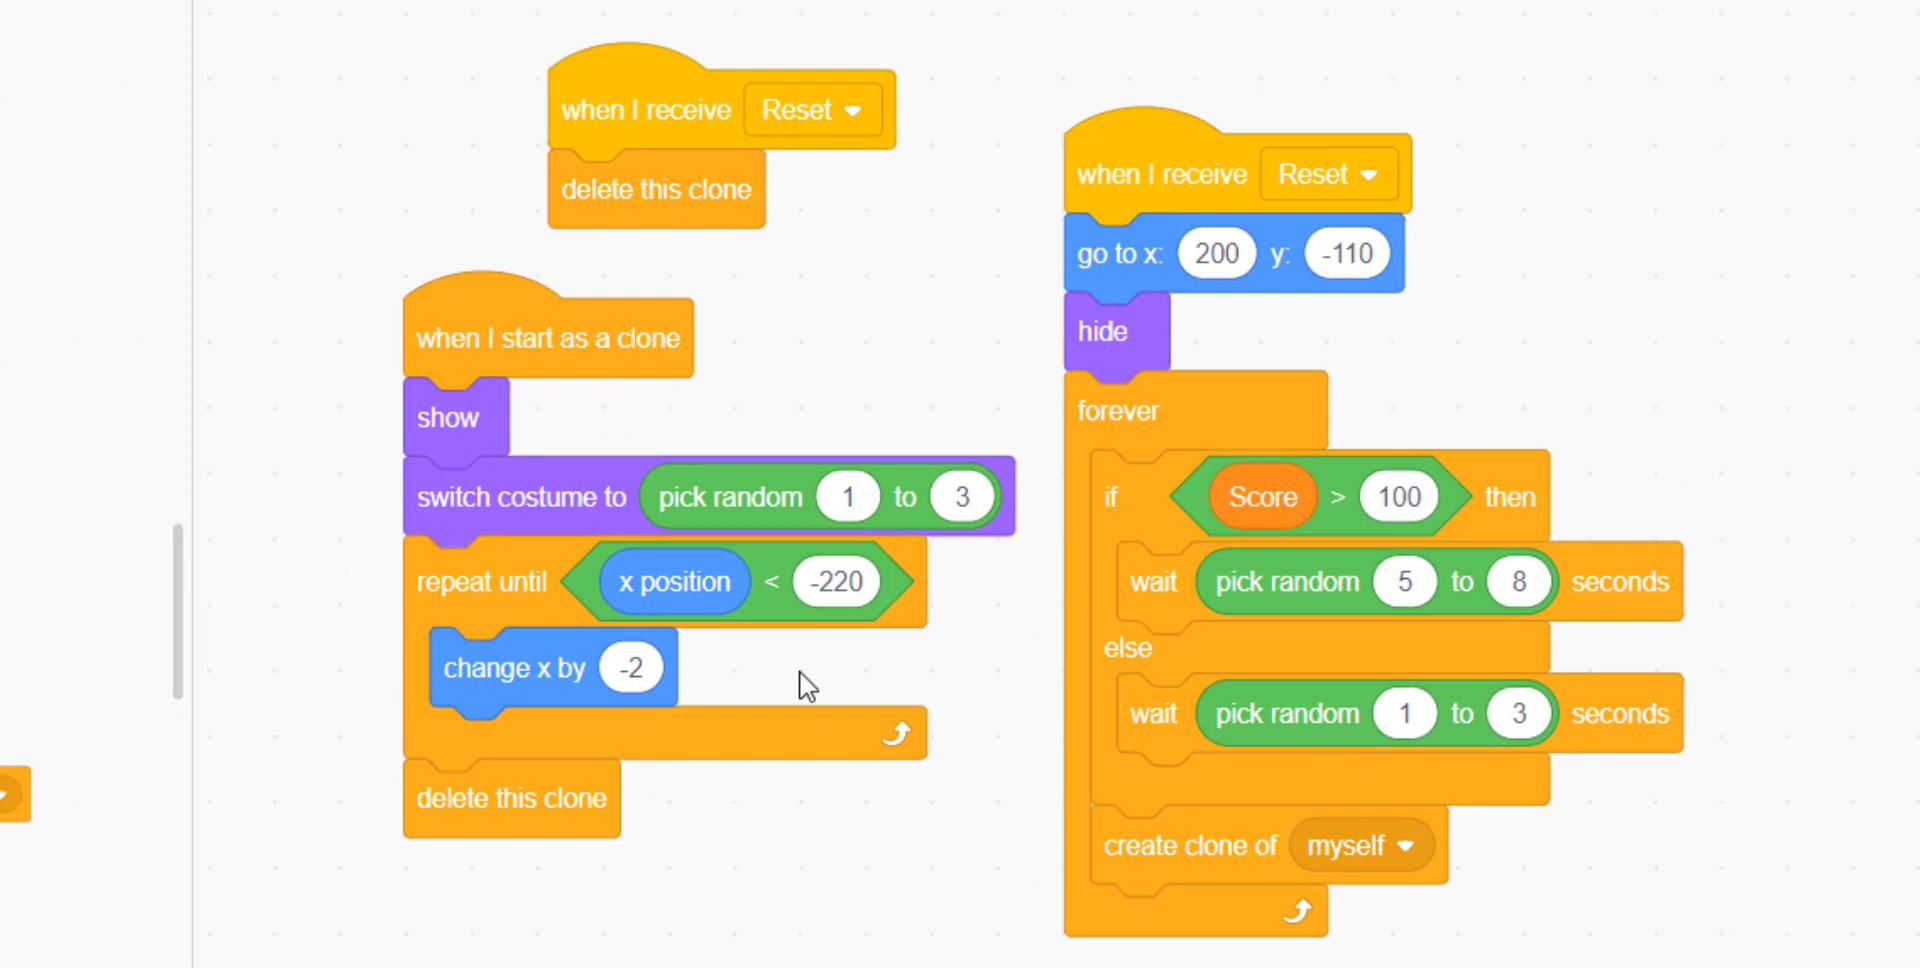 when I receive Reset
delete this clone
when I start as a clone
show
switch costume to pick random 1 to 3
repeat until x position < -220
change x by -2
delete this clone
when I receive Reset
go to x: 200 y: -110
hide
forever
if Score > 100 then
wait pick random 5 to 8 seconds
else
wait pick random 1 to 3 seconds
create clone of myself